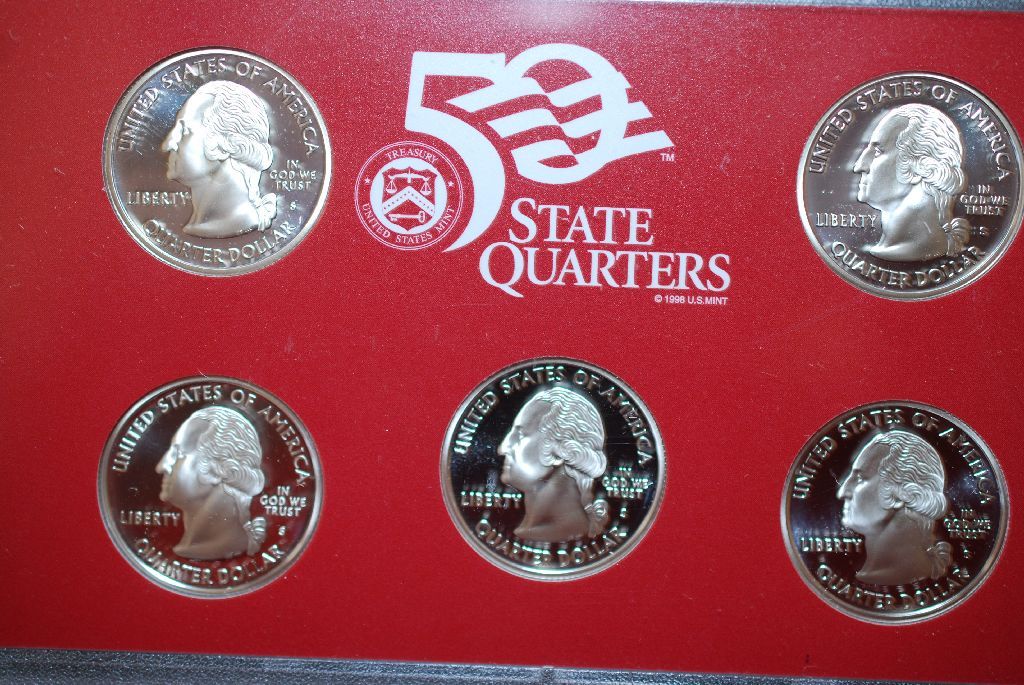 UNITED STATES OF AMERICA
LIBERTY
IN
GOD WE
TRUST
S
QUARTER DOLLAR
50
TM
TREASURY
UNITED STATES MINT
STATE
QUARTERS
© 1998 U.S. MINT
UNITED STATES OF AMERICA
LIBERTY
IN
GOD WE
TRUST
S
QUARTER DOLLAR
UNITED STATES OF AMERICA
LIBERTY
IN
GOD WE
TRUST
S
QUARTER DOLLAR
UNITED STATES OF AMERICA
LIBERTY
IN
GOD WE
TRUST
S
QUARTER DOLLAR
UNITED STATES OF AMERICA
LIBERTY
IN
GOD WE
TRUST
S
QUARTER DOLLAR